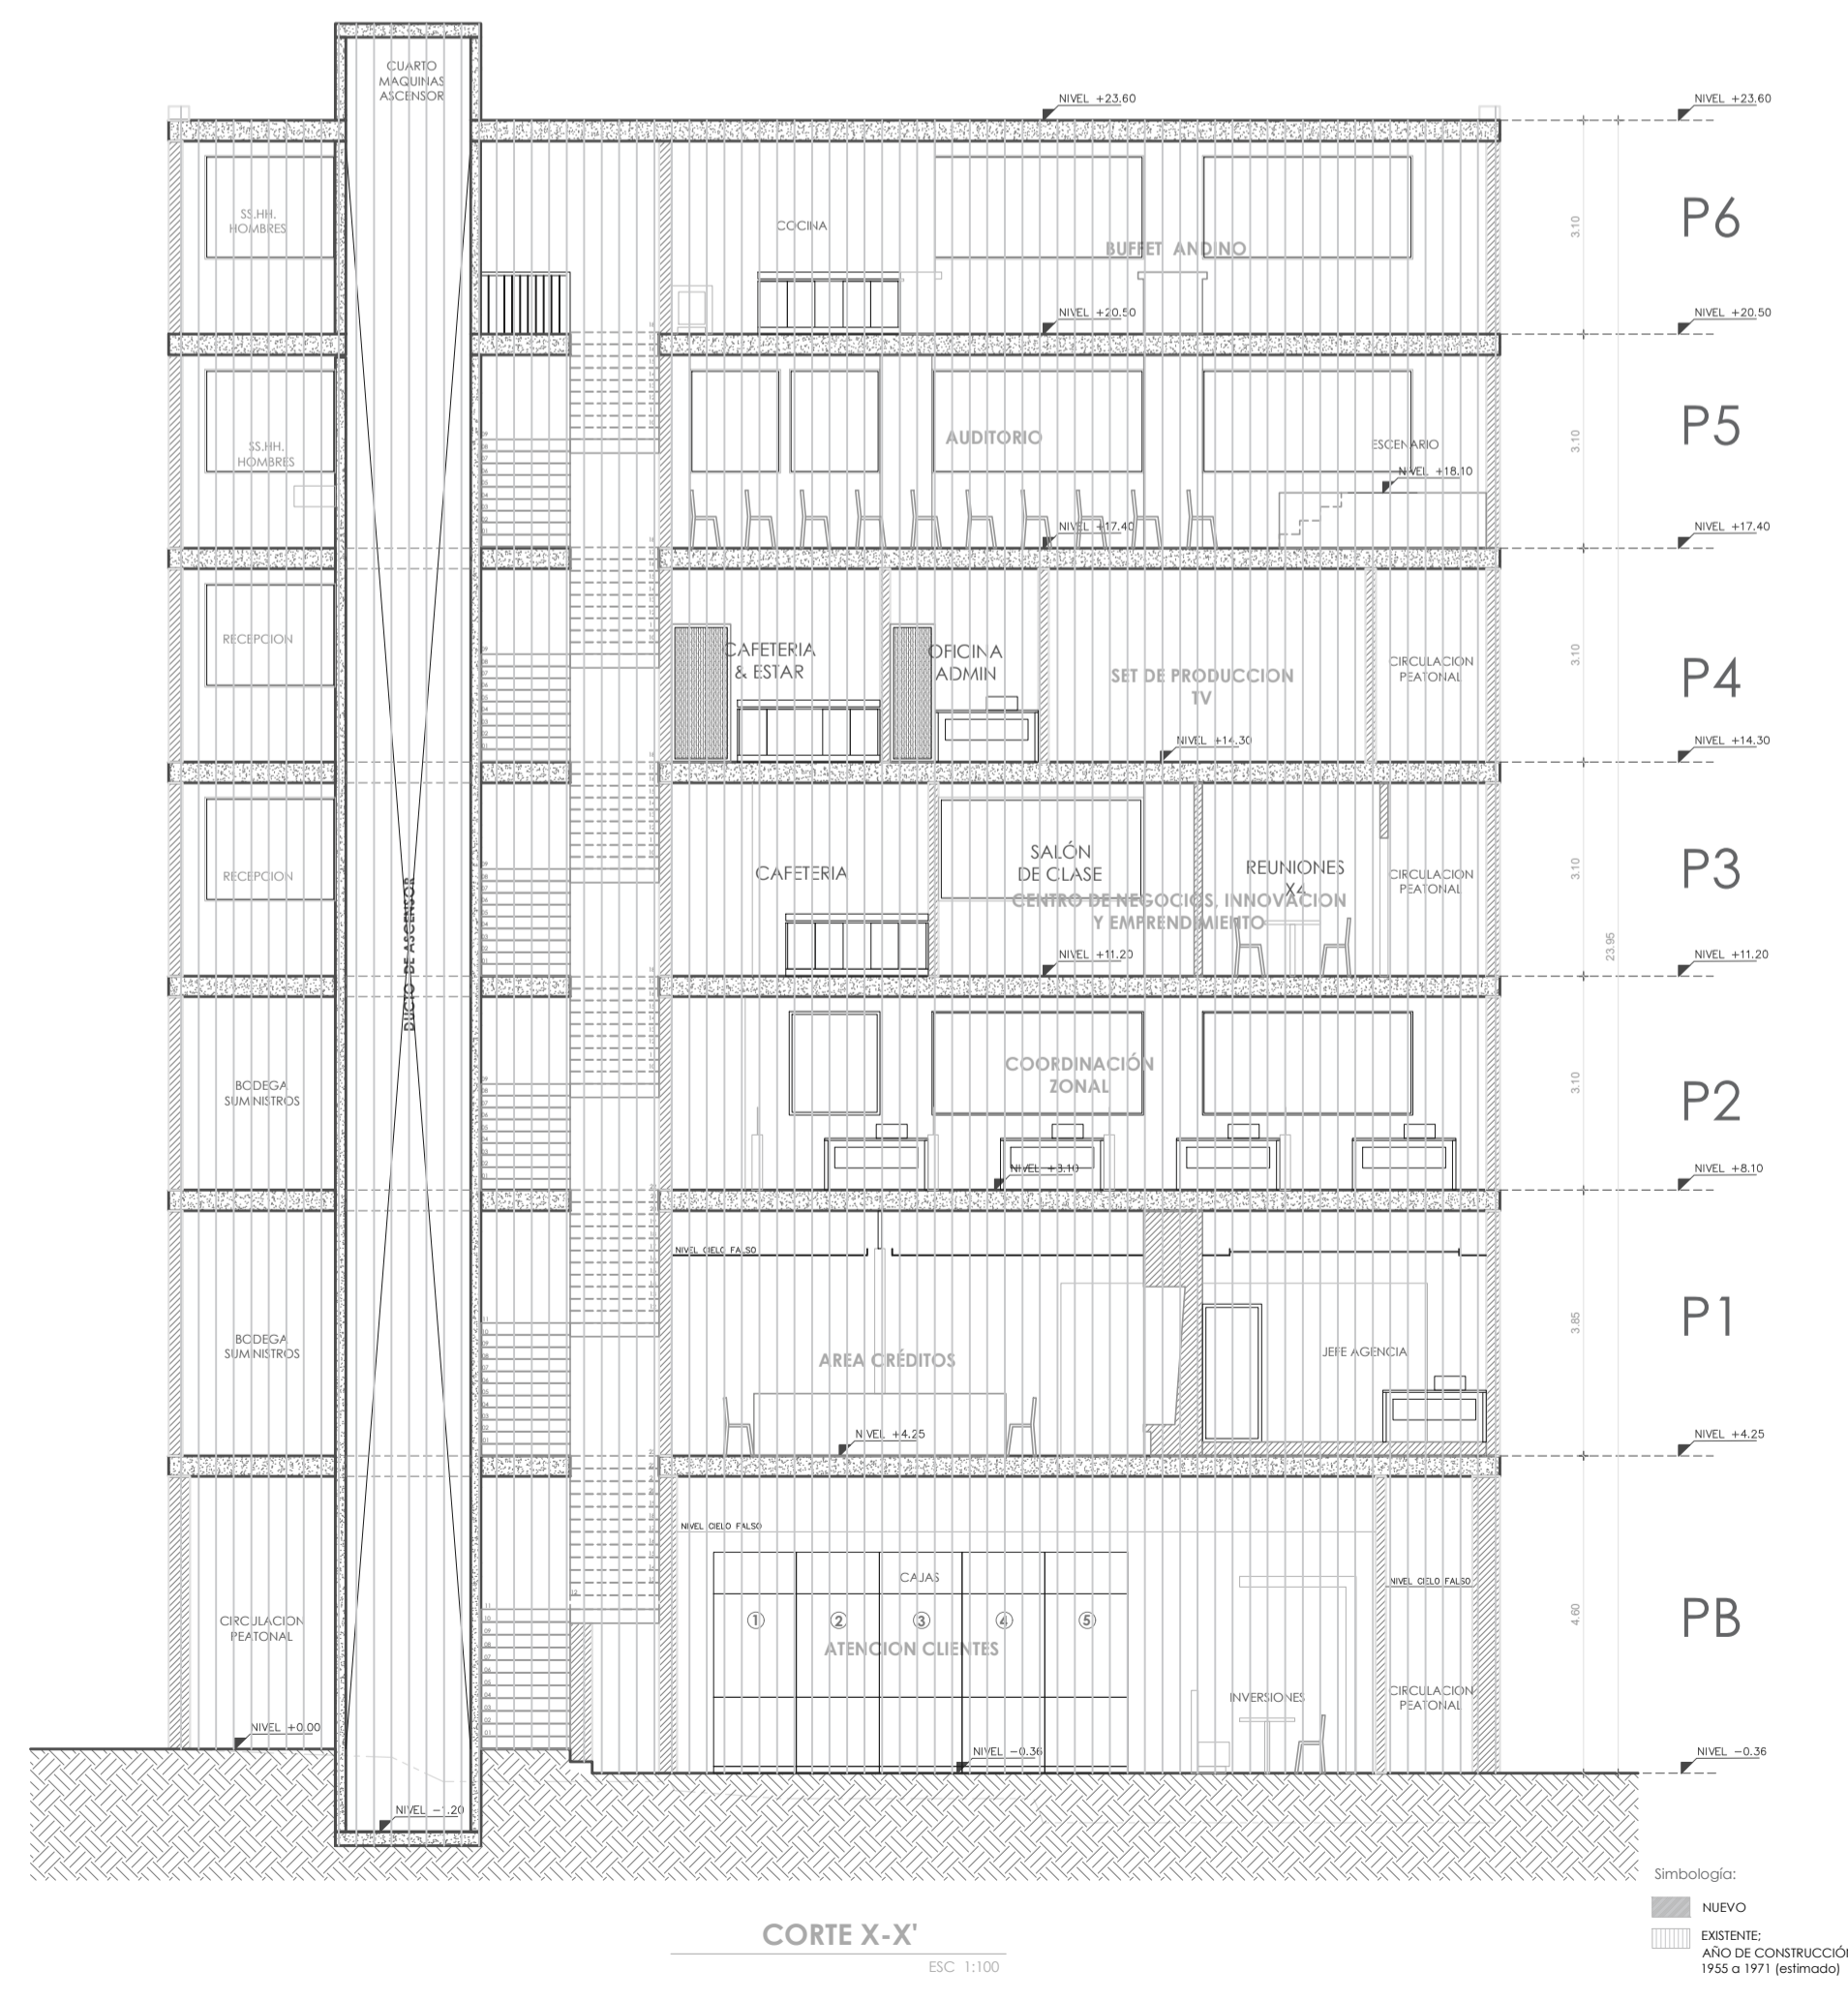 CUARTO
MAQUINAS
ASCENSOR
NIVEL +23.60
NIVEL +23.60
SS.HH.
HOMBRES
COCINA
BUFFET ANDINO
3.10
P6
NIVEL +20.50
NIVEL +20.50
SS.HH.
HOMBRES
AUDITORIO
ESCENARIO
NIVEL +18.10
3.10
P5
NIVEL +17.40
NIVEL +17.40
RECEPCION
CAFETERIA
& ESTAR
OFICINA
ADMIN
SET DE PRODUCCION
TV
CIRCULACION
PEATONAL
3.10
P4
NIVEL +14.30
NIVEL +14.30
RECEPCION
DUCTO DE ASCENSOR
CAFETERIA
SALÓN
DE CLASE
REUNIONES
X4
CENTRO DE NEGOCIOS, INNOVACION
Y EMPRENDIMIENTO
CIRCULACION
PEATONAL
3.10
P3
23.95
NIVEL +11.20
NIVEL +11.20
BODEGA
SUMINISTROS
COORDINACIÓN
ZONAL
3.10
P2
NIVEL +8.10
NIVEL +8.10
NIVEL CIELO FALSO
BODEGA
SUMINISTROS
AREA CRÉDITOS
JEFE AGENCIA
3.85
P1
NIVEL +4.25
NIVEL +4.25
NIVEL CIELO FALSO
CAJAS
NIVEL CIELO FALSO
1 2 3 4 5
ATENCION CLIENTES
CIRCULACION
PEATONAL
4.60
PB
INVERSIONES
CIRCULACION
PEATONAL
NIVEL +0.00
NIVEL -0.36
NIVEL -0.36
NIVEL -1.20
Simbología:
NUEVO
EXISTENTE;
AÑO DE CONSTRUCCIÓN
1955 a 1971 (estimado)
CORTE X-X'
ESC 1:100